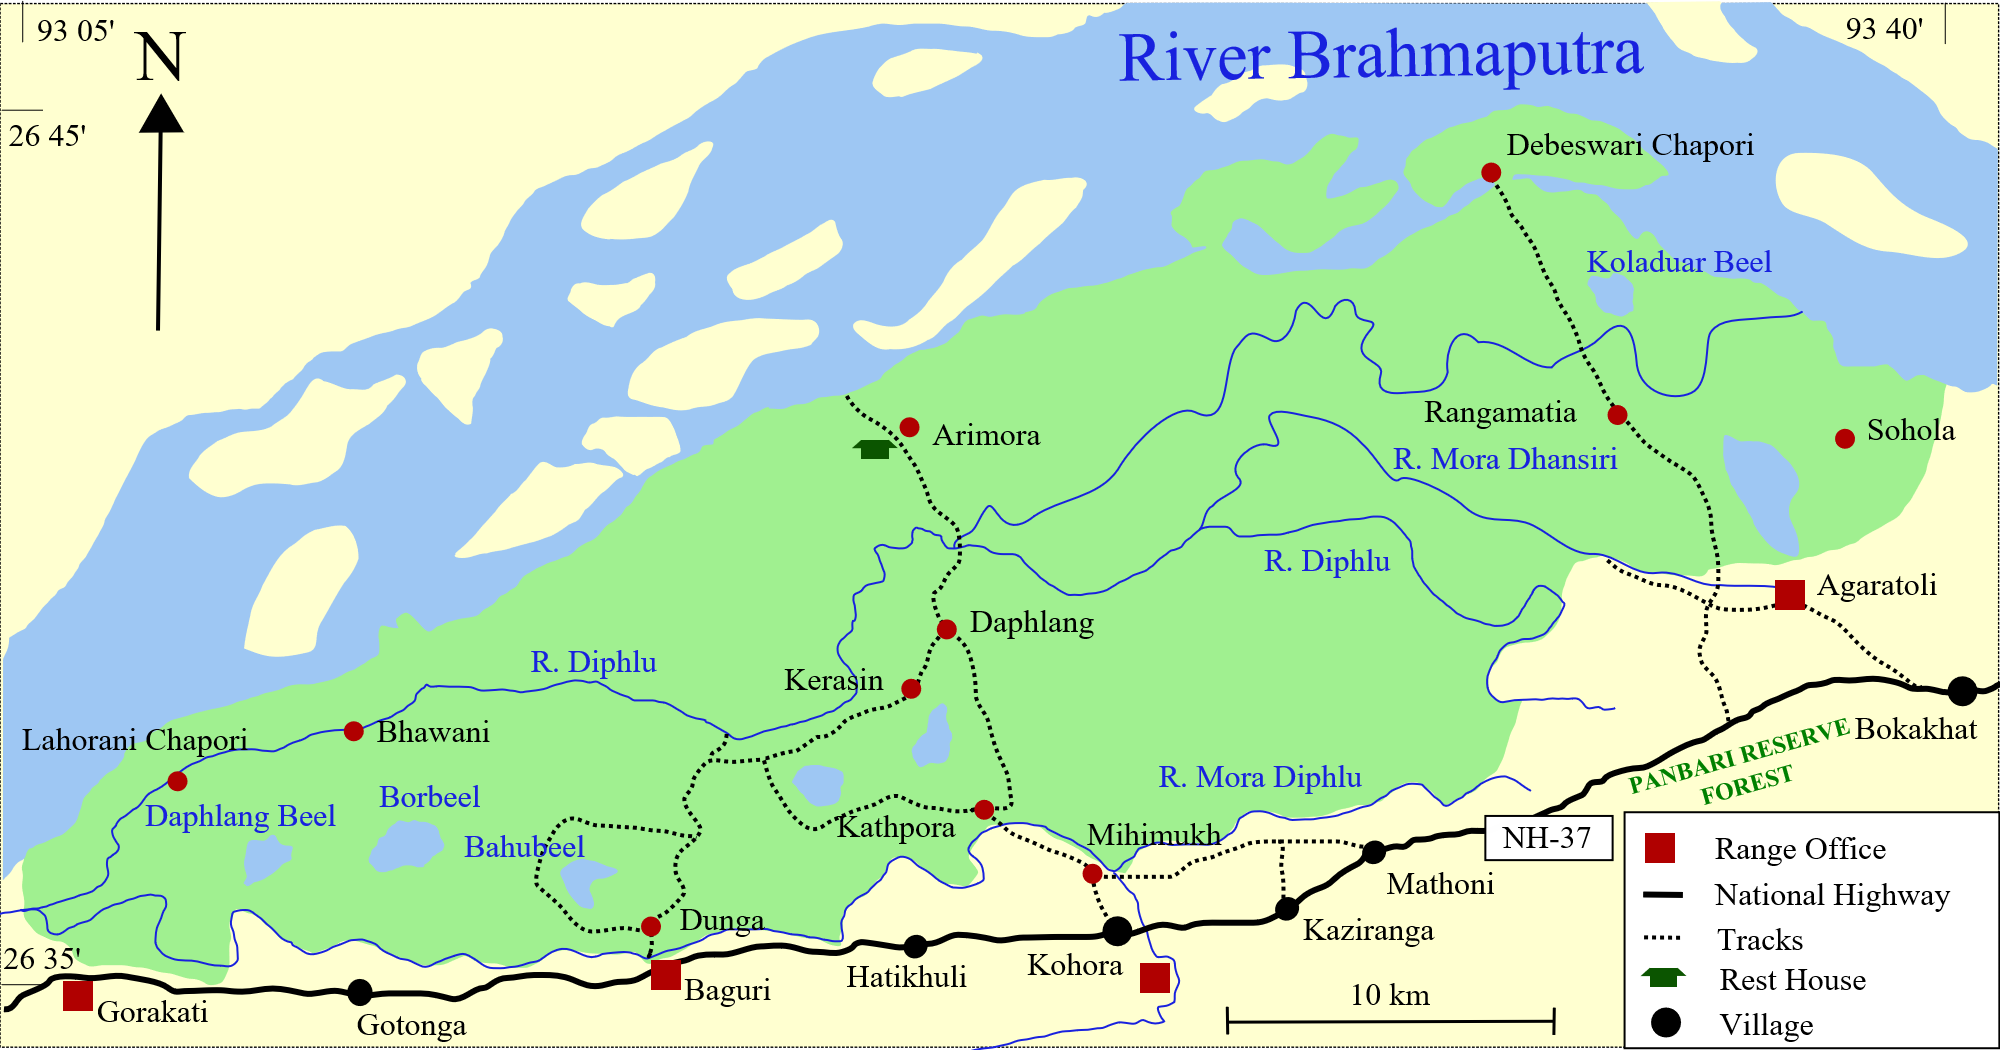 93 05'
N
River Brahmaputra
93 40'
26 45'
Debeswari Chapori
Koladuar Beel
Rangamatia
Arimora
Sohola
R. Mora Dhansiri
R. Diphlu
Agaratoli
Daphlang
R. Diphlu
Kerasin
Lahorani Chapori
Bhawani
Bokakhat
PANBARI RESERVE
FOREST
R. Mora Diphlu
Borbeel
Daphlang Beel
Kathpora
Mihimukh
Bahubeel
NH-37
Mathoni
Dunga
Kaziranga
26 35'
Kohora
Hatikhuli
Baguri
10 km
Gorakati
Gotonga
Range Office
National Highway
Tracks
Rest House
Village